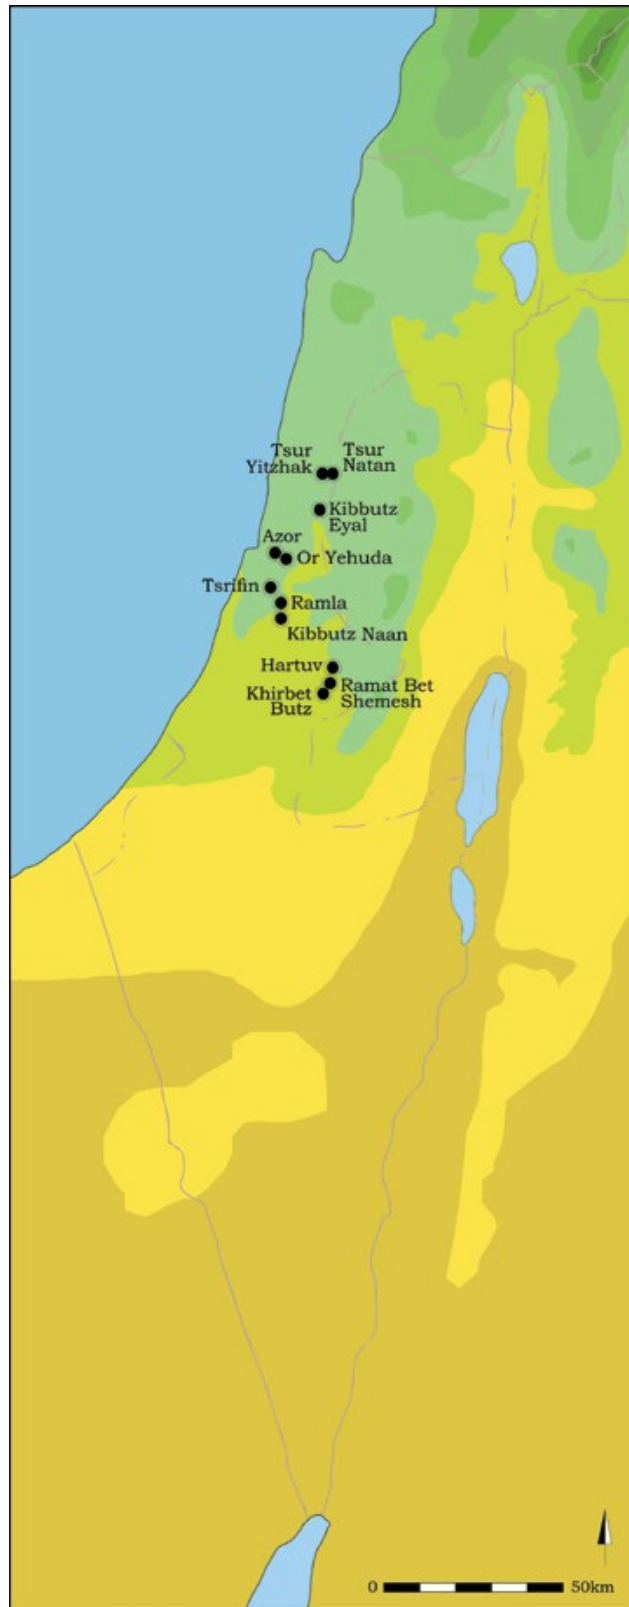 Tsur
Yitzhak
Tsur
Natan
Kibbutz
Eyal
Azor
Or Yehuda
Tsrifin
Ramla
Kibbutz Naan
Hartuv
Ramat Bet
Shemesh
Khirbet
Butz
0 50km